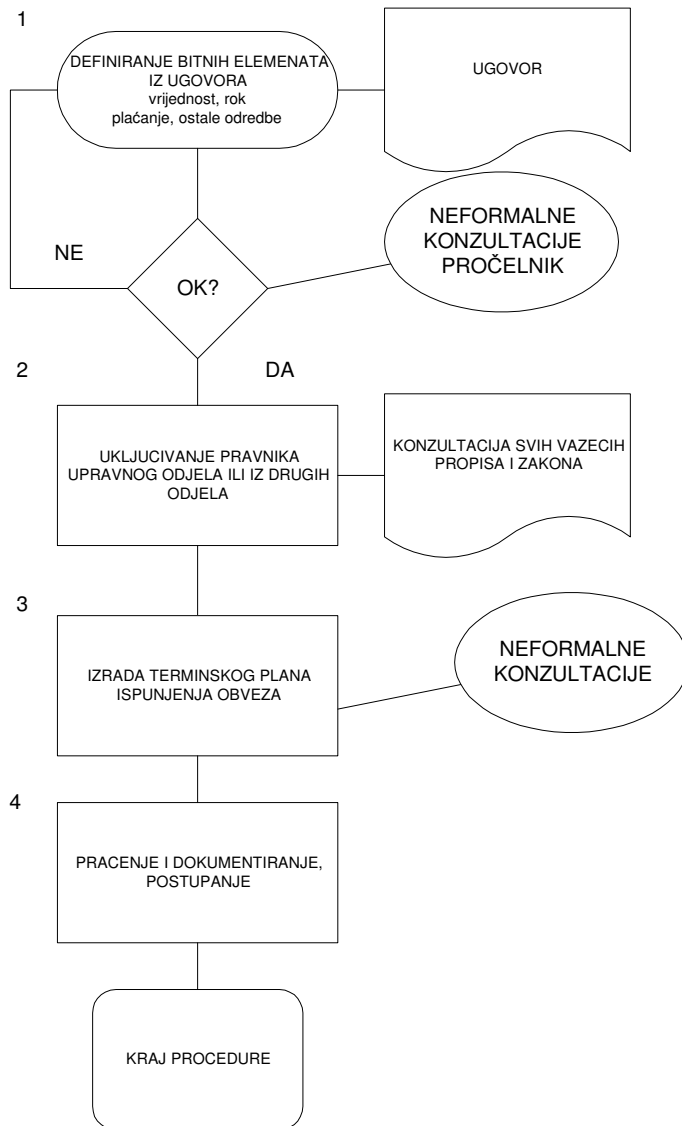 1
DEFINIRANJE BITNIH ELEMENATA
IZ UGOVORA
vrijednost, rok
plaćanje, ostale odredbe
UGOVOR
NEFORMALNE
KONZULTACIJE
PROČELNIK
NE
OK?
2
DA
UKLJUCIVANJE PRAVNIKA
UPRAVNOG ODJELA ILI IZ DRUGIH
ODJELA
KONZULTACIJA SVIH VAZECIH
PROPISA I ZAKONA
3
IZRADA TERMINSKOG PLANA
ISPUNJENJA OBVEZA
NEFORMALNE
KONZULTACIJE
4
PRACENJE I DOKUMENTIRANJE,
POSTUPANJE
KRAJ PROCEDURE